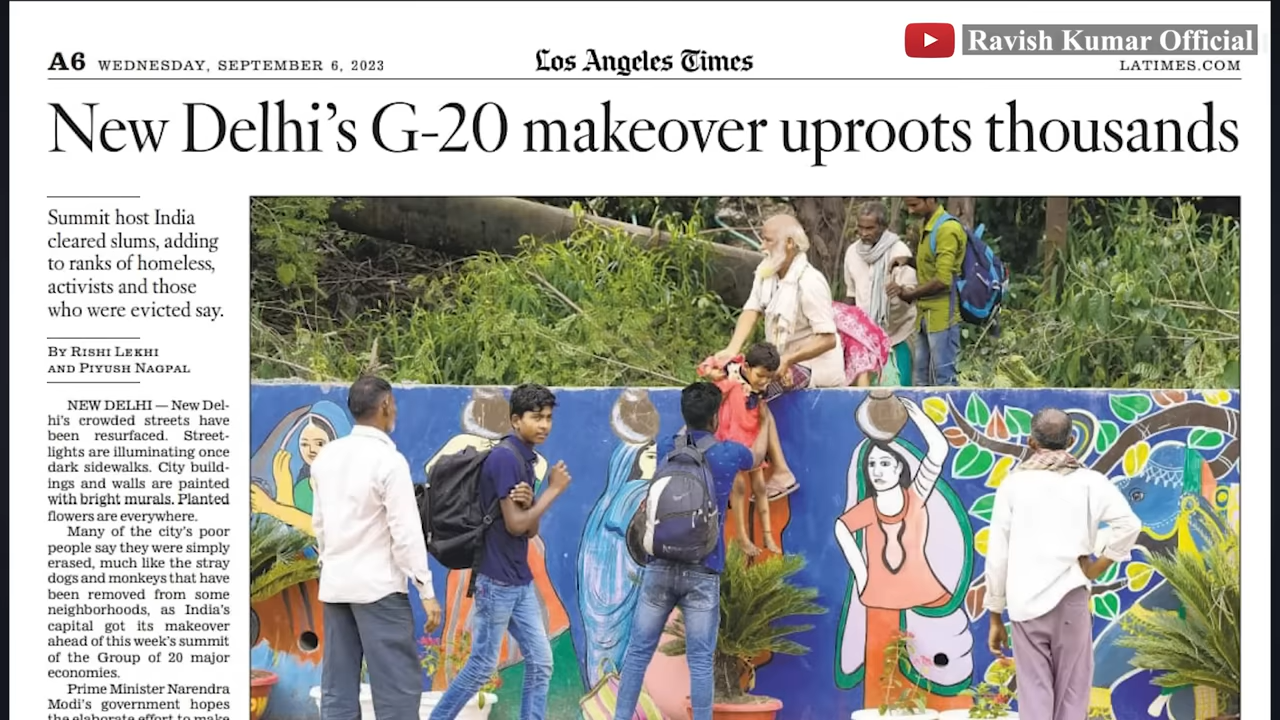 Ravish Kumar Official
A6 WEDNESDAY, SEPTEMBER 6, 2023
Los Angeles Times
LATIMES.COM
New Delhi’s G-20 makeover uproots thousands
Summit host India
cleared slums, adding
to ranks of homeless,
activists and those
who were evicted say.
BY RISHI LEKHI
AND PIYUSH NAGPAL
NEW DELHI — New Del-
hi’s crowded streets have
been resurfaced. Street-
lights are illuminating once
dark sidewalks. City build-
ings and walls are painted
with bright murals. Planted
flowers are everywhere.
Many of the city’s poor
people say they were simply
erased, much like the stray
dogs and monkeys that have
been removed from some
neighborhoods, as India’s
capital got its makeover
ahead of this week’s summit
of the Group of 20 major
economies.
Prime Minister Narendra
Modi’s government hopes
the elaborate effort to make